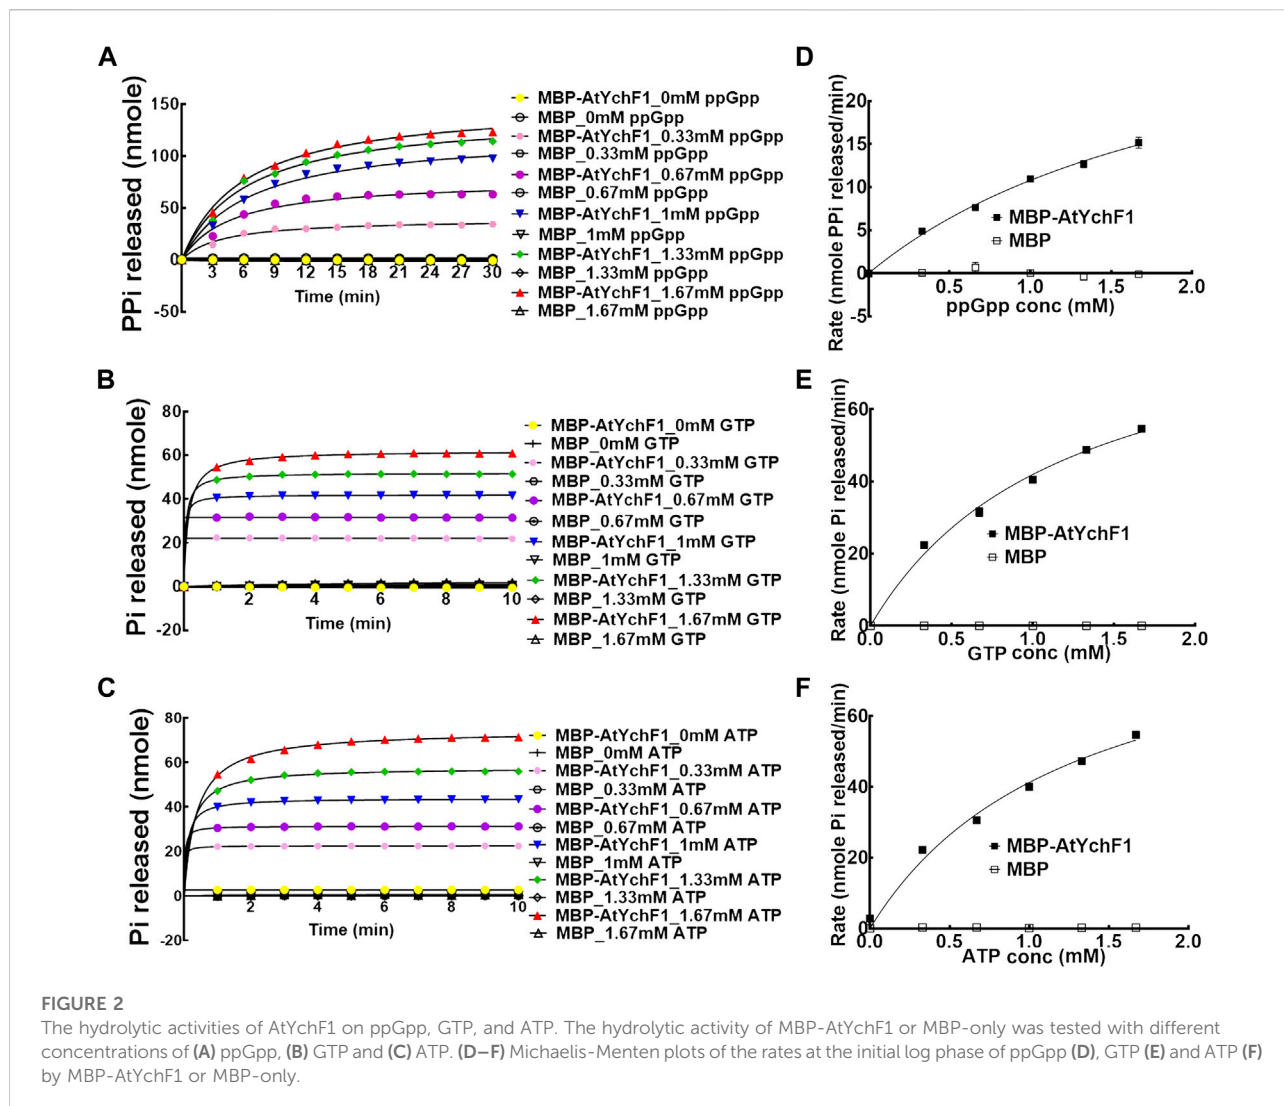 A
PPi released (nmole)
150
100
50
0
-50
3 6 9 12 15 18 21 24 27 30
Time (min)
MBP-AtYchF1_0mM ppGpp
MBP_0mM ppGpp
MBP-AtYchF1_0.33mM ppGpp
MBP_0.33mM ppGpp
MBP-AtYchF1_0.67mM ppGpp
MBP_0.67mM ppGpp
MBP-AtYchF1_1mM ppGpp
MBP_1mM ppGpp
MBP-AtYchF1_1.33mM ppGpp
MBP_1.33mM ppGpp
MBP-AtYchF1_1.67mM ppGpp
MBP_1.67mM ppGpp
D
Rate (nmole PPi released/min)
20
15
10
5
0
-5
0.5 1.0 1.5 2.0
ppGpp conc (mM)
MBP-AtYchF1
MBP
B
Pi released (nmole)
80
60
40
20
0
-20
2 4 6 8 10
Time (min)
MBP-AtYchF1_0mM GTP
MBP_0mM GTP
MBP-AtYchF1_0.33mM GTP
MBP_0.33mM GTP
MBP-AtYchF1_0.67mM GTP
MBP_0.67mM GTP
MBP-AtYchF1_1mM GTP
MBP_1mM GTP
MBP-AtYchF1_1.33mM GTP
MBP_1.33mM GTP
MBP-AtYchF1_1.67mM GTP
MBP_1.67mM GTP
E
Rate (nmole Pi released/min)
60
40
20
0
0.0 0.5 1.0 1.5 2.0
GTP conc (mM)
MBP-AtYchF1
MBP
C
Pi released (nmole)
80
60
40
20
0
-20
2 4 6 8 10
Time (min)
MBP-AtYchF1_0mM ATP
MBP_0mM ATP
MBP-AtYchF1_0.33mM ATP
MBP_0.33mM ATP
MBP-AtYchF1_0.67mM ATP
MBP_0.67mM ATP
MBP-AtYchF1_1mM ATP
MBP_1mM ATP
MBP-AtYchF1_1.33mM ATP
MBP_1.33mM ATP
MBP-AtYchF1_1.67mM ATP
MBP_1.67mM ATP
F
Rate (nmole Pi released/min)
60
40
20
0
0.0 0.5 1.0 1.5 2.0
ATP conc (mM)
MBP-AtYchF1
MBP
FIGURE 2
The hydrolytic activities of AtYchF1 on ppGpp, GTP, and ATP. The hydrolytic activity of MBP-AtYchF1 or MBP-only was tested with different
concentrations of (A) ppGpp, (B) GTP and (C) ATP. (D–F) Michaelis-Menten plots of the rates at the initial log phase of ppGpp (D), GTP (E) and ATP (F)
by MBP-AtYchF1 or MBP-only.